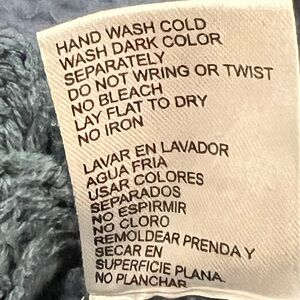 HAND WASH COLD
WASH DARK COLOR
SEPARATELY
DO NOT WRING OR TWIST
NO BLEACH
LAY FLAT TO DRY
NO IRON
LAVAR EN LAVADOR
AGUA FRIA
USAR COLORES
SEPARADOS
NO ESPIRMIR
NO CLORO
REMOLDEAR PRENDA Y
SECAR EN
SUPERFICIE PLANA.
NO PLANCHAR